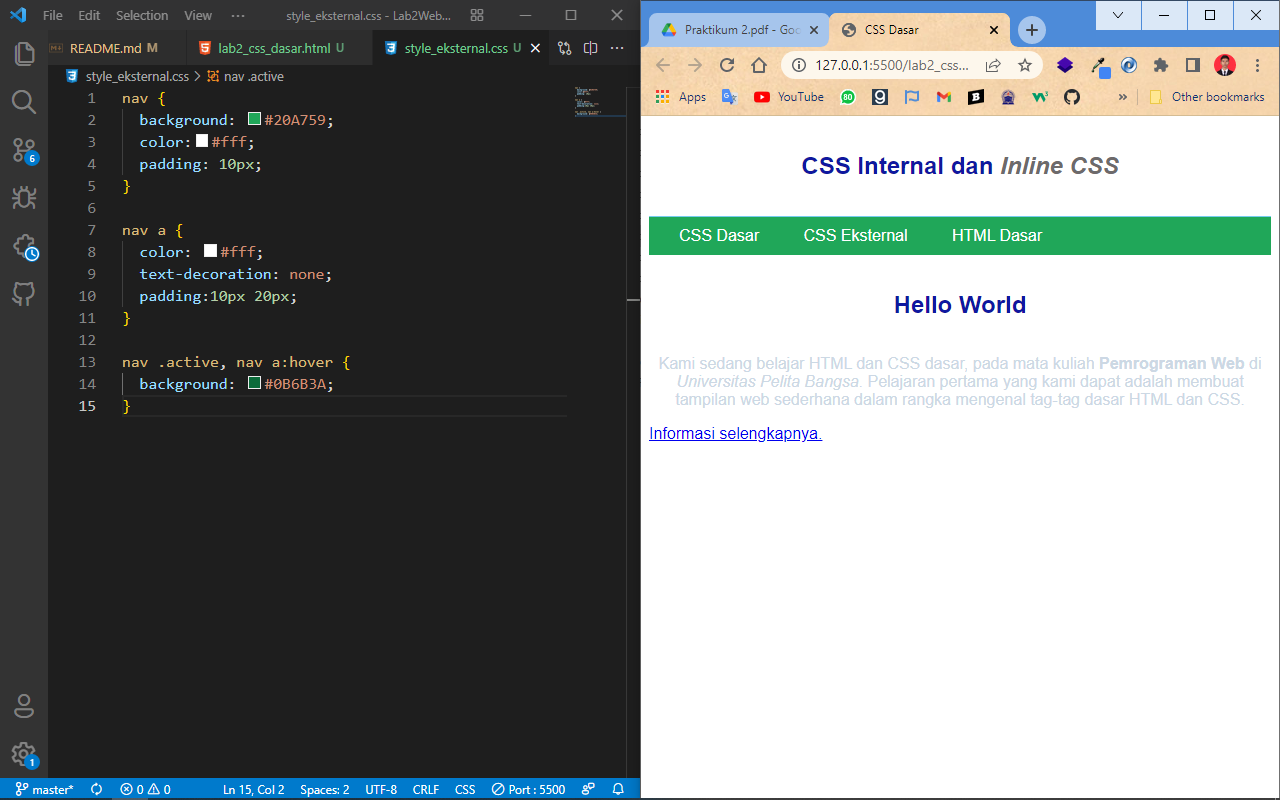 File Edit Selection View ··· style_eksternal.css - Lab2Web...
README.md M lab2_css_dasar.html U style_eksternal.css U
style_eksternal.css > nav .active
1 nav {
2 background: #20A759;
3 color: #fff;
4 padding: 10px;
5 }
6
7 nav a {
8 color: #fff;
9 text-decoration: none;
10 padding:10px 20px;
11 }
12
13 nav .active, nav a:hover {
14 background: #0B6B3A;
15 }
6
1
master* 0 0 Ln 15, Col 2 Spaces: 2 UTF-8 CRLF CSS Port : 5500
Praktikum 2.pdf - Goo CSS Dasar
127.0.0.1:5500/lab2_css...
Apps YouTube 80 Other bookmarks
CSS Internal dan Inline CSS
CSS Dasar CSS Eksternal HTML Dasar
Hello World
Kami sedang belajar HTML dan CSS dasar, pada mata kuliah Pemrograman Web di
Universitas Pelita Bangsa. Pelajaran pertama yang kami dapat adalah membuat
tampilan web sederhana dalam rangka mengenal tag-tag dasar HTML dan CSS.
Informasi selengkapnya.